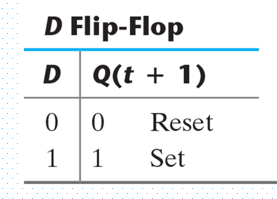 D Flip-Flop
D Q(t + 1)
0 0 Reset
1 1 Set